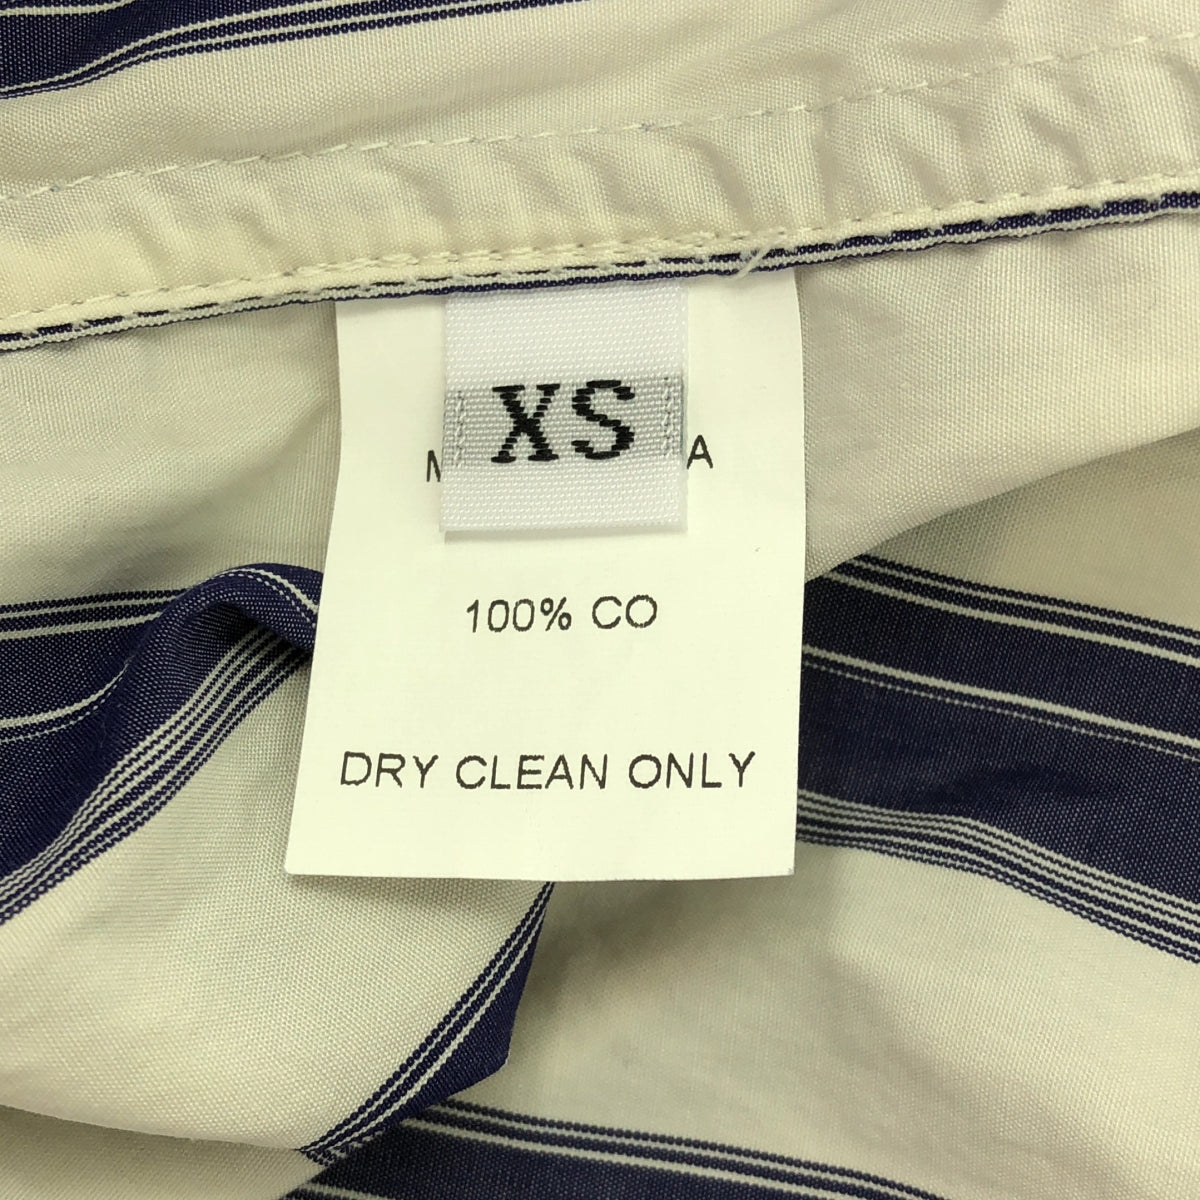 XS
100% CO
DRY CLEAN ONLY